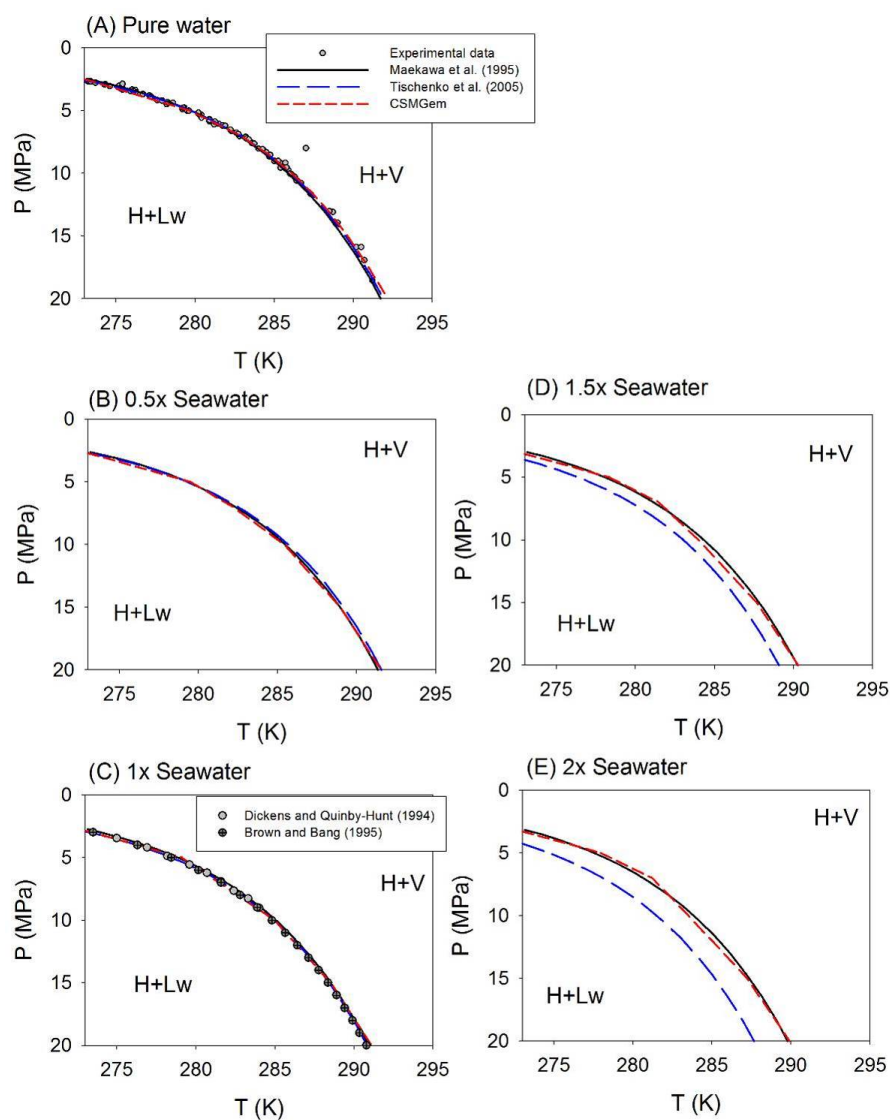 (A) Pure water
Experimental data
Maekawa et al. (1995)
Tischenko et al. (2005)
CSMGem
0
5
10
15
20
P (MPa)
H+V
H+Lw
275 280 285 290 295
T (K)
(B) 0.5x Seawater
0
5
10
15
20
P (MPa)
H+V
H+Lw
275 280 285 290 295
T (K)
(D) 1.5x Seawater
0
5
10
15
20
P (MPa)
H+V
H+Lw
275 280 285 290 295
T (K)
(C) 1x Seawater
Dickens and Quinby-Hunt (1994)
Brown and Bang (1995)
0
5
10
15
20
P (MPa)
H+V
H+Lw
275 280 285 290 295
T (K)
(E) 2x Seawater
0
5
10
15
20
P (MPa)
H+V
H+Lw
275 280 285 290 295
T (K)